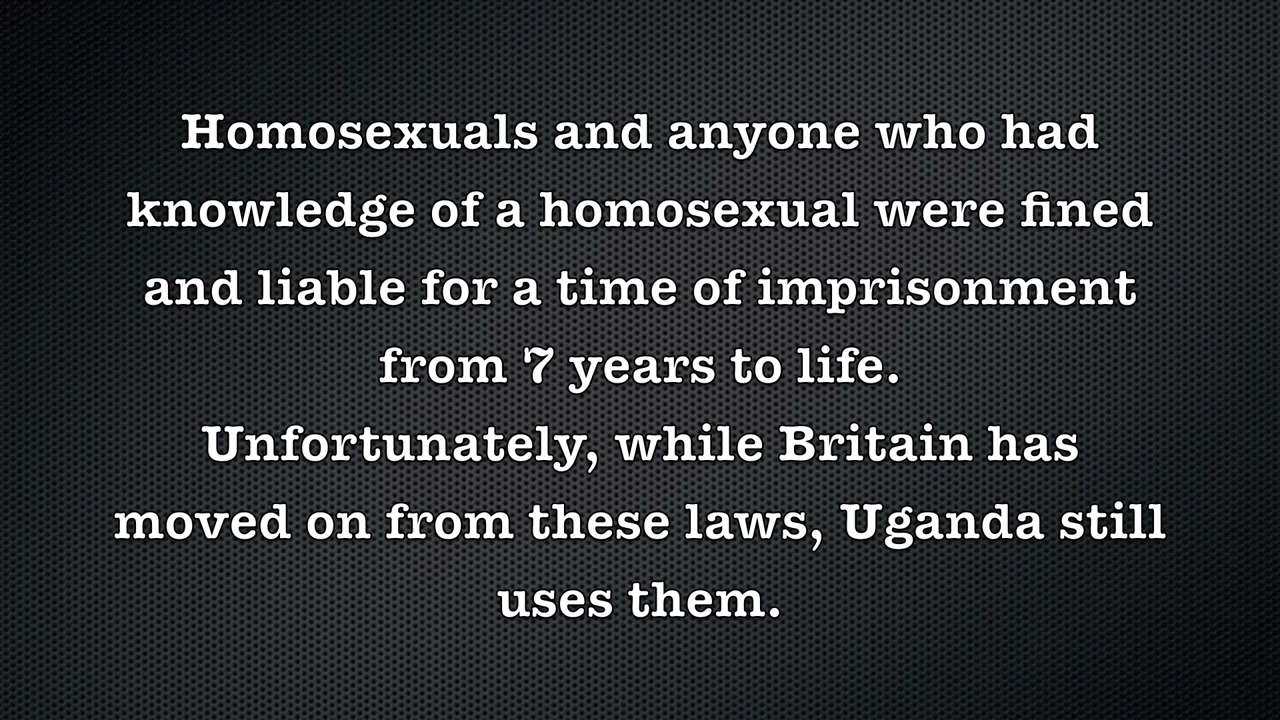 Homosexuals and anyone who had
knowledge of a homosexual were fined
and liable for a time of imprisonment
from 7 years to life.
Unfortunately, while Britain has
moved on from these laws, Uganda still
uses them.